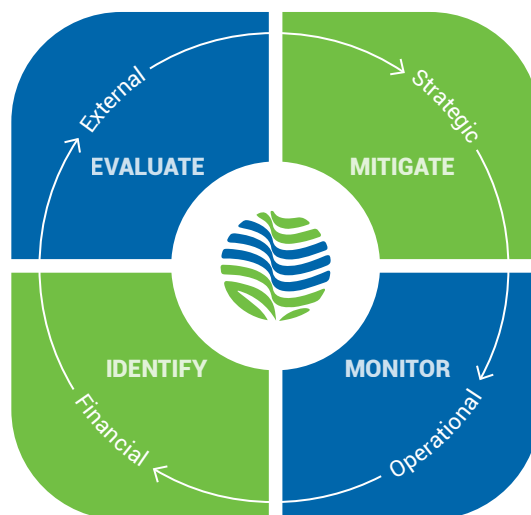 External
Strategic
EVALUATE
MITIGATE
IDENTIFY
MONITOR
Financial
Operational